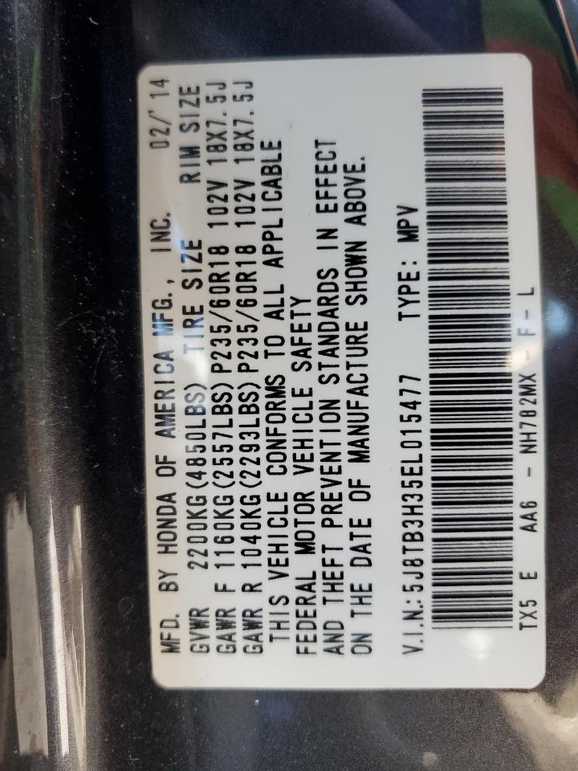 MFD. BY HONDA OF AMERICA MFG., INC. 02/'14
GVWR 2200KG(4850LBS) TIRE SIZE RIM SIZE
GAWR F 1160KG(2557LBS)P235/60R18 102V 18X7.5J
GAWR R 1040KG(2293LBS)P235/60R18 102V 18X7.5J
THIS VEHICLE CONFORMS TO ALL APPLICABLE
FEDERAL MOTOR VEHICLE SAFETY
AND THEFT PREVENTION STANDARDS IN EFFECT
ON THE DATE OF MANUFACTURE SHOWN ABOVE.
V.I.N.: 5J8TB3H35EL015477 TYPE: MPV
TX5 E AA6 - NH782MX - F - L